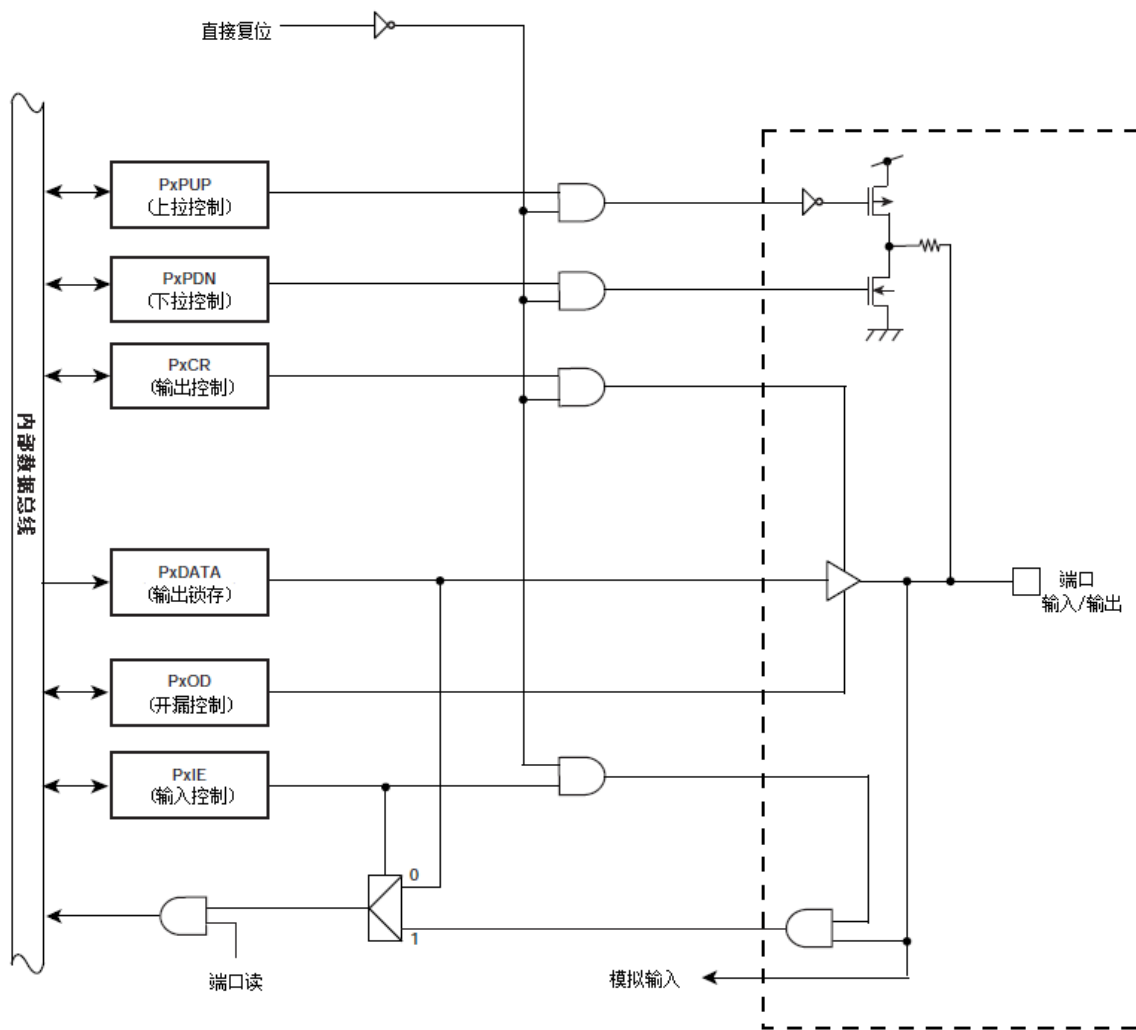 直接复位
PxPUP
(上拉控制)
PxPDN
(下拉控制)
PxCR
(输出控制)
内部数据总线
PxDATA
(输出锁存)
端口
输入/输出
PxOD
(开漏控制)
PxIE
(输入控制)
0
1
端口读
模拟输入